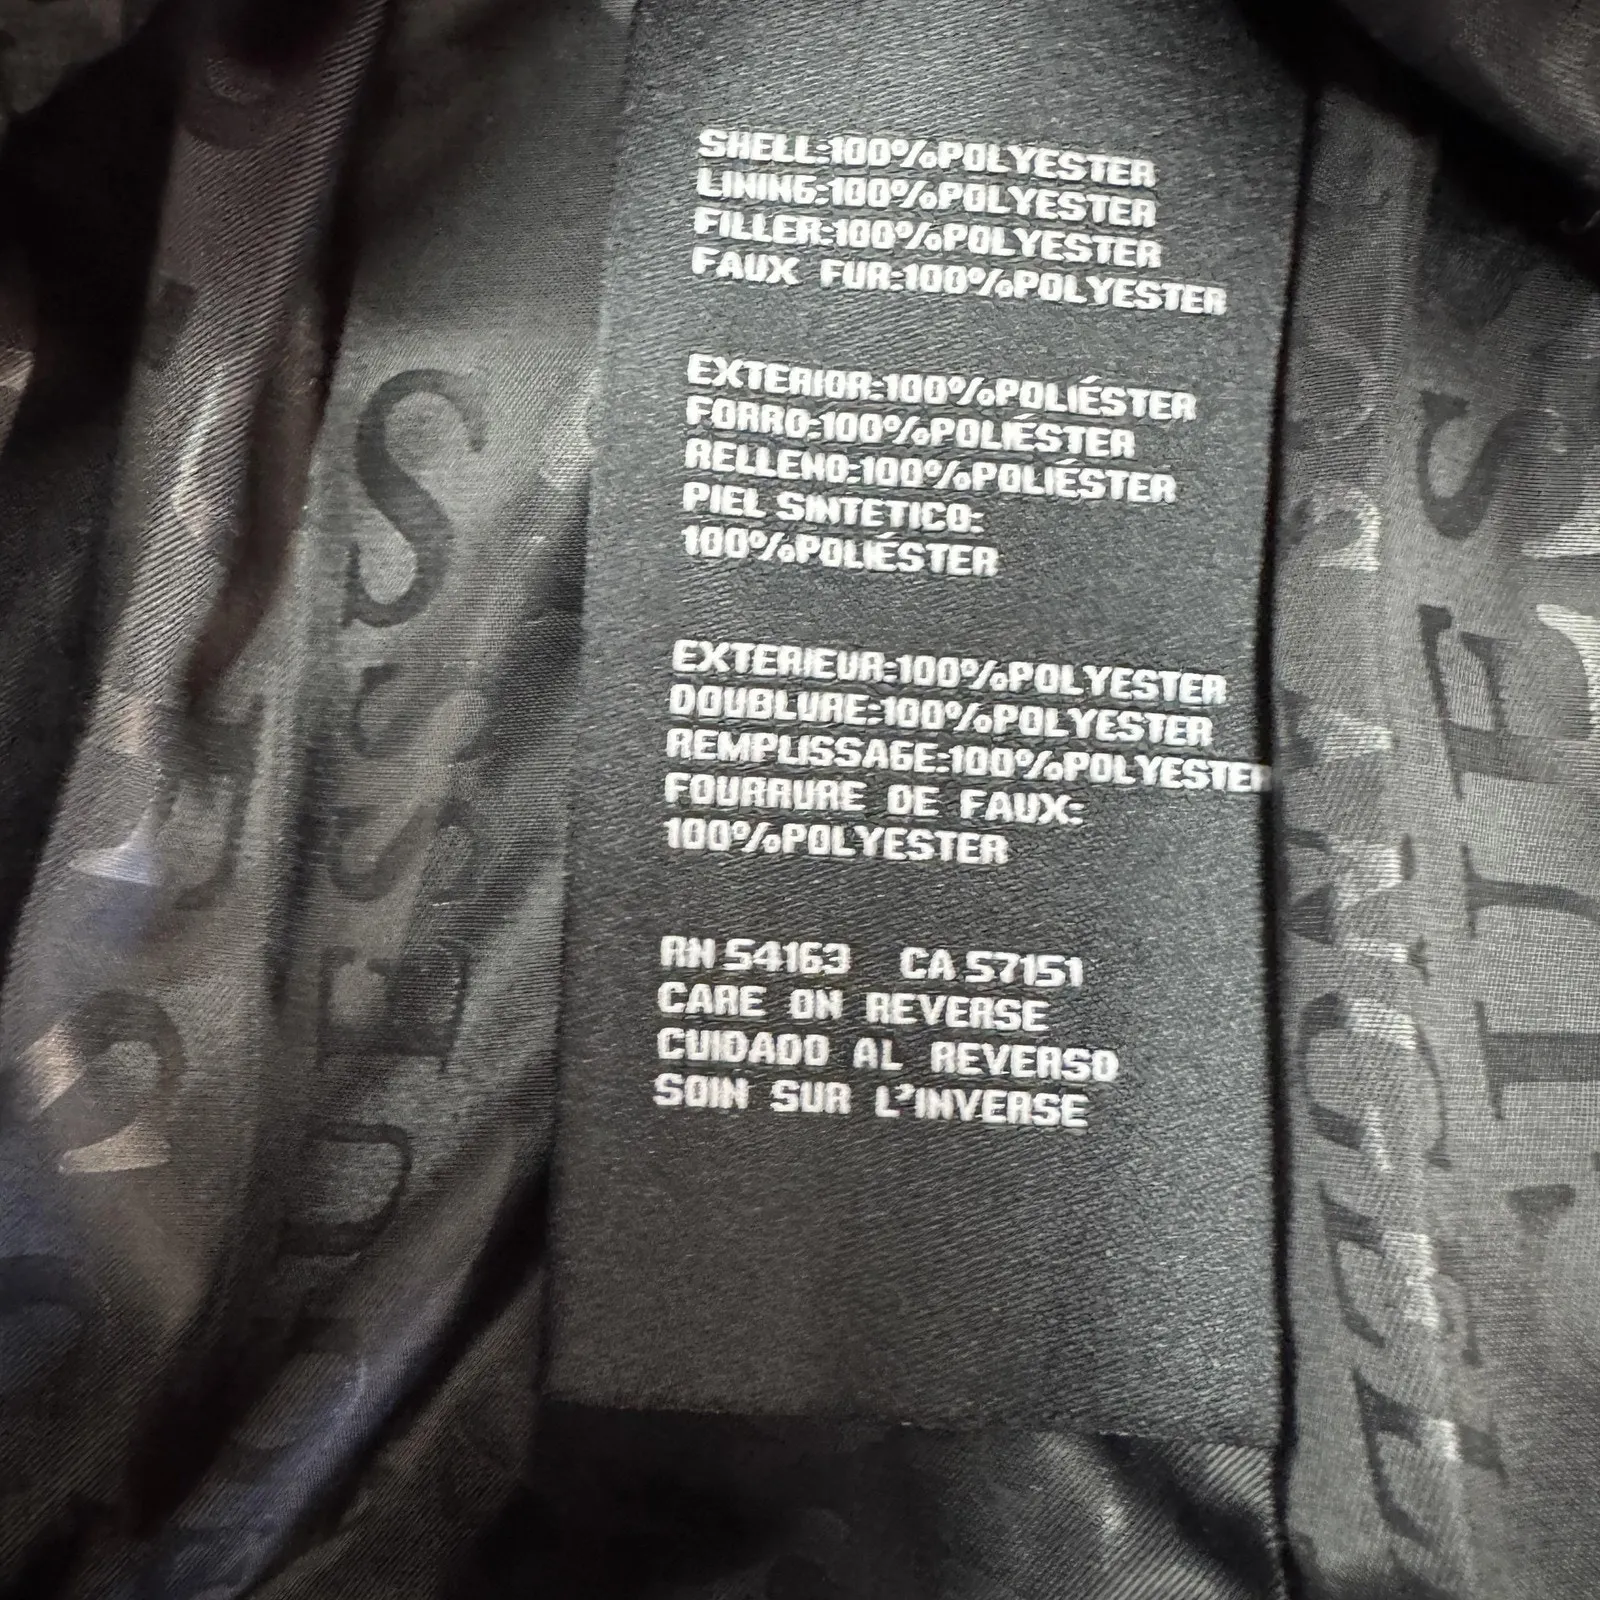 SHELL:100%POLYESTER
LINING:100%POLYESTER
FILLER:100%POLYESTER
FAUX FUR:100%POLYESTER
EXTERIOR:100%POLIÉSTER
FORRO:100%POLIÉSTER
RELLENO:100%POLIÉSTER
PIEL SINTETICO:
100%POLIÉSTER
EXTERIEUR:100%POLYESTER
DOUBLURE:100%POLYESTER
REMPLISSAGE:100%POLYESTER
FOURRURE DE FAUX:
100%POLYESTER
RN 54163 CA 57151
CARE ON REVERSE
CUIDADO AL REVERSO
SOIN SUR L'INVERSE